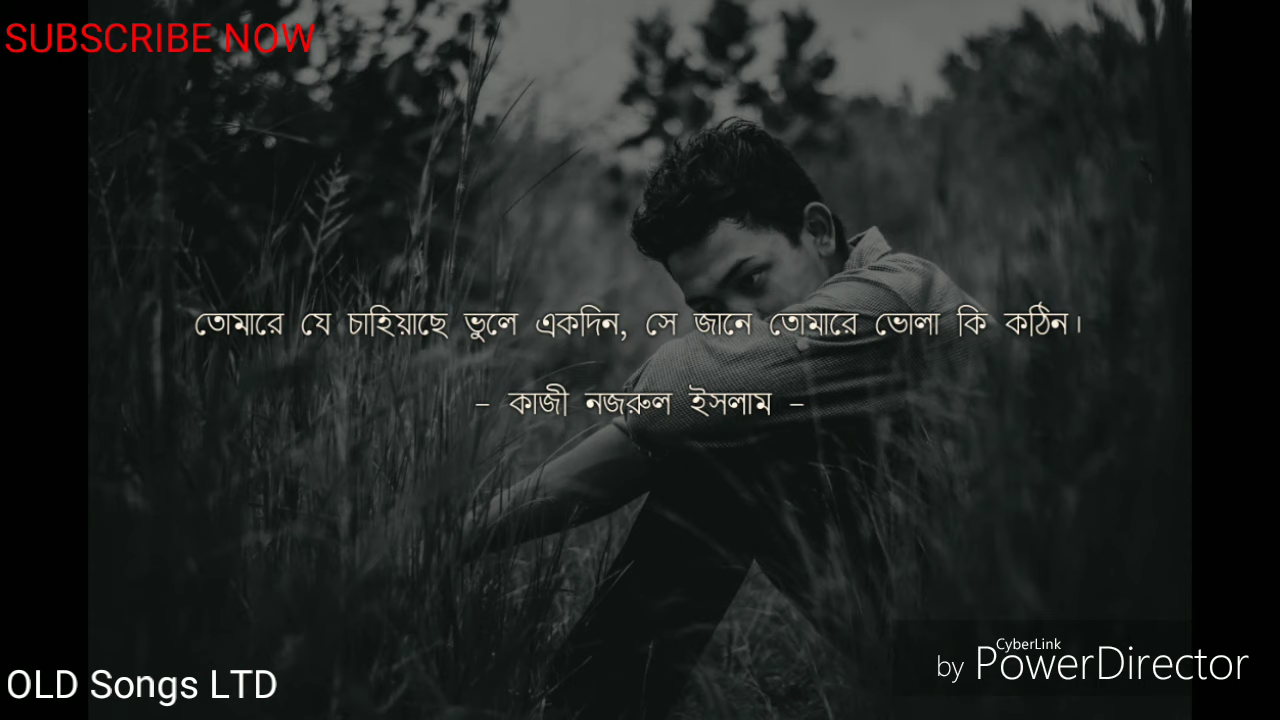 SUBSCRIBE NOW
তোমারে যে চাহিয়াছে ভুলে একদিন, সে জানে তোমারে ভোলা কি কঠিন।
- কাজী নজরুল ইসলাম -
OLD Songs LTD
CyberLink
by PowerDirector